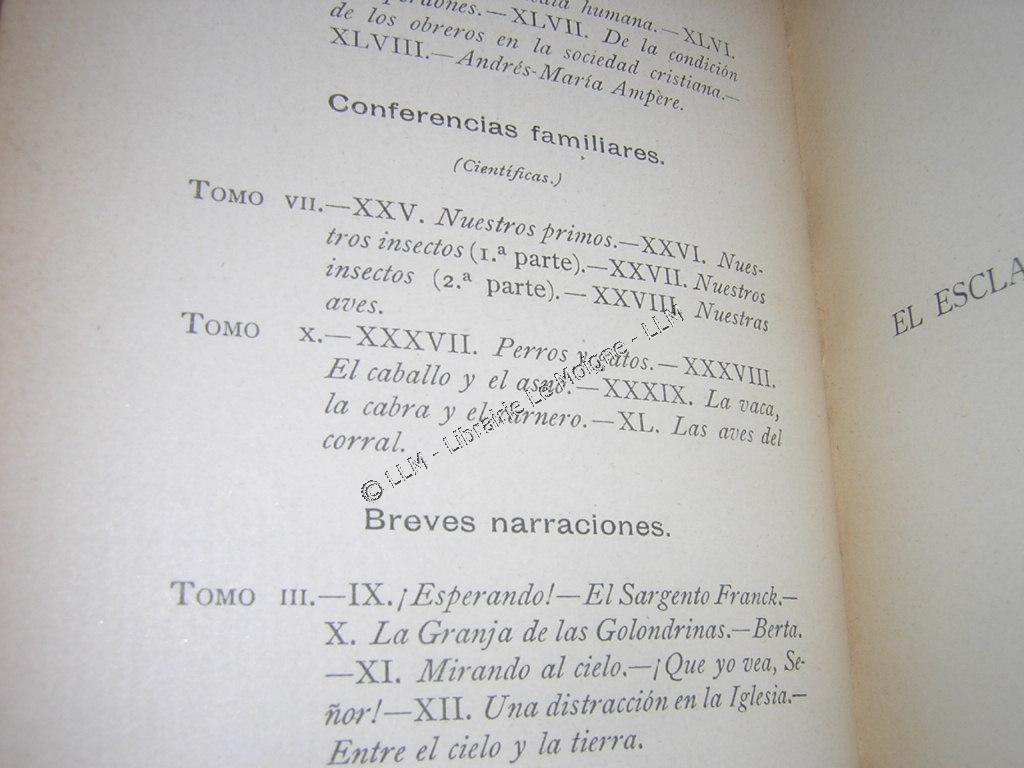 humana.—XLVI.
XLVII. De la condición
de los obreros en la sociedad cristiana.—
XLVIII.—Andrés-María Ampère.
Conferencias familiares.
(Científicas.)
TOMO VII.—XXV. Nuestros primos.—XXVI. Nues-
tros insectos (1.ª parte).—XXVII. Nuestros
insectos (2.ª parte).—XXVIII. Nuestras
aves.
TOMO X.—XXXVII. Perros y gatos.—XXXVIII.
El caballo y el asno.—XXXIX. La vaca,
la cabra y el carnero.—XL. Las aves del
corral.
© LLM - Librairie Le Moigne - LLM
Breves narraciones.
TOMO III.—IX. ¡Esperando!—El Sargento Franck.—
X. La Granja de las Golondrinas.—Berta.
—XI. Mirando al cielo.—¡Que yo vea, Se-
ñor!—XII. Una distracción en la Iglesia.—
Entre el cielo y la tierra.
EL ESCLA